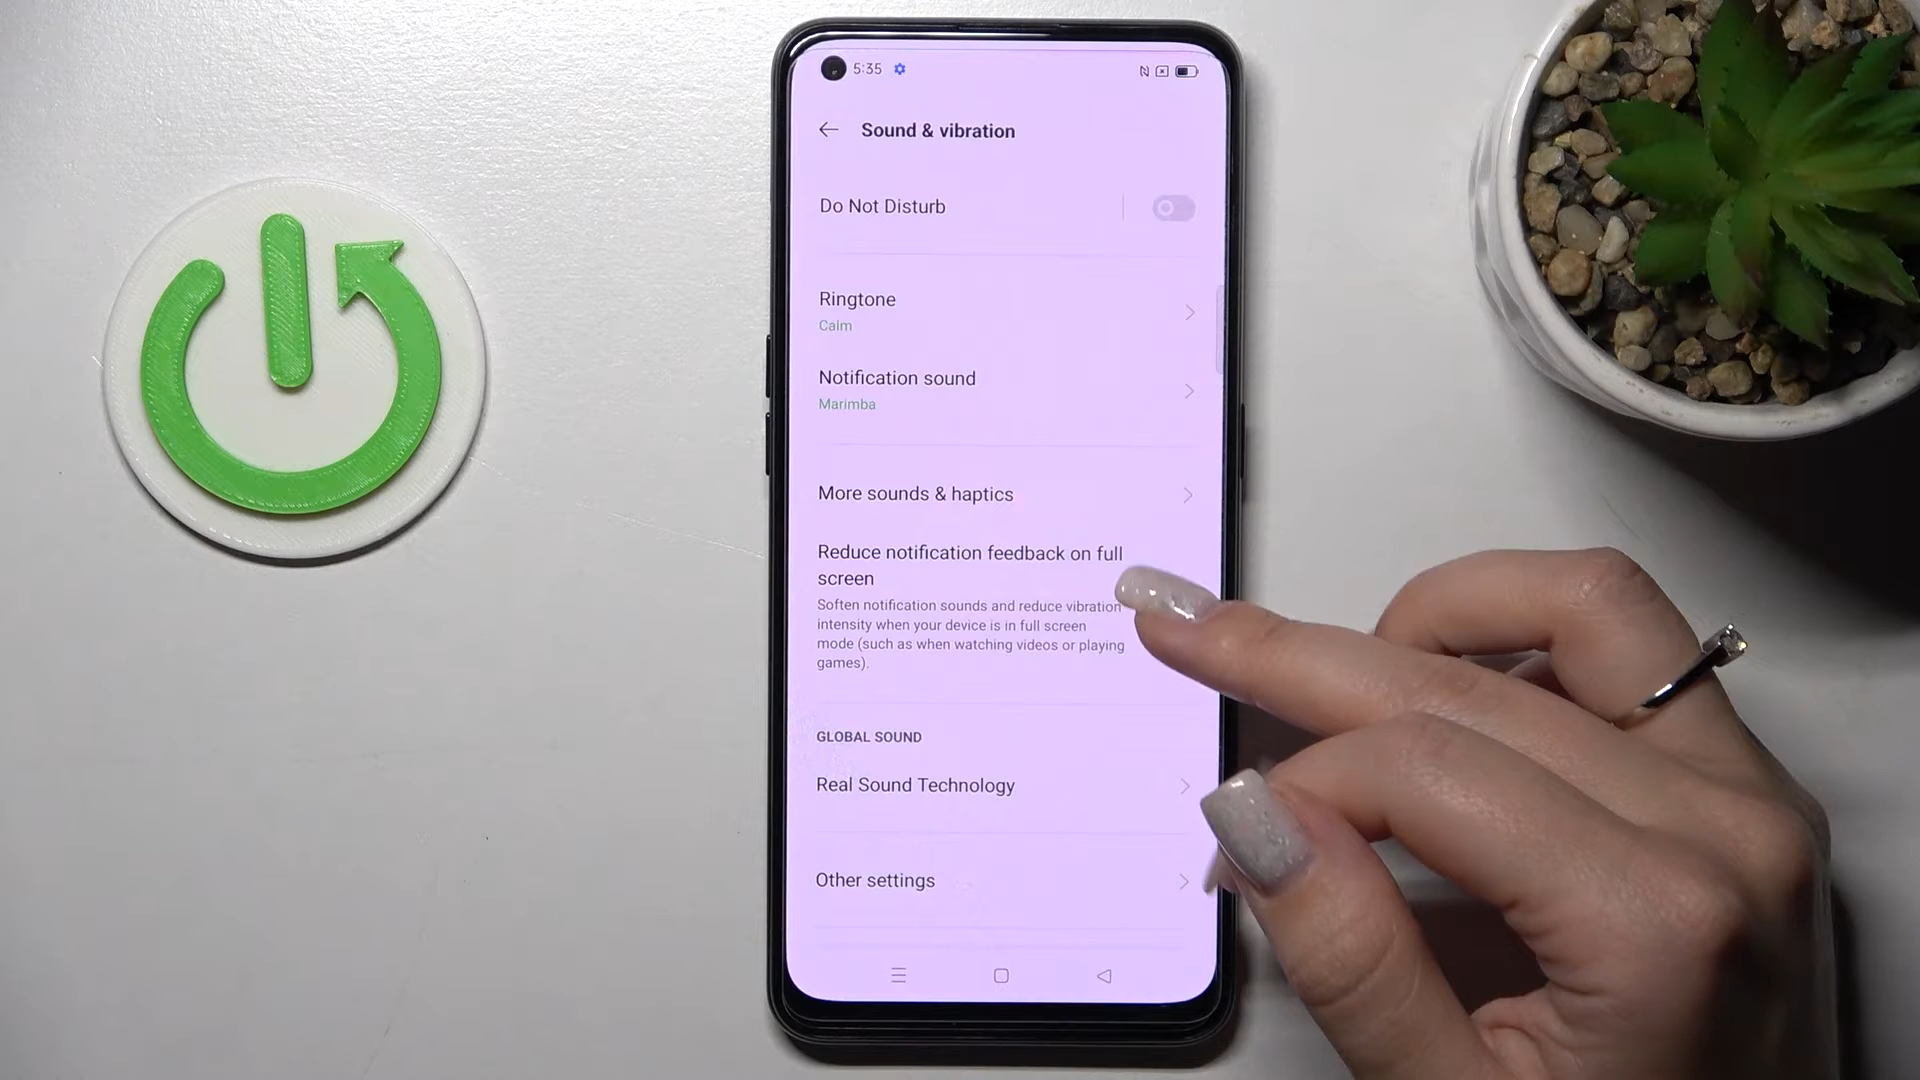 5:35
Sound & vibration
Do Not Disturb
Ringtone
Calm
Notification sound
Marimba
More sounds & haptics
Reduce notification feedback on full
screen
Soften notification sounds and reduce vibration
intensity when your device is in full screen
mode (such as when watching videos or playing
games).
GLOBAL SOUND
Real Sound Technology
Other settings